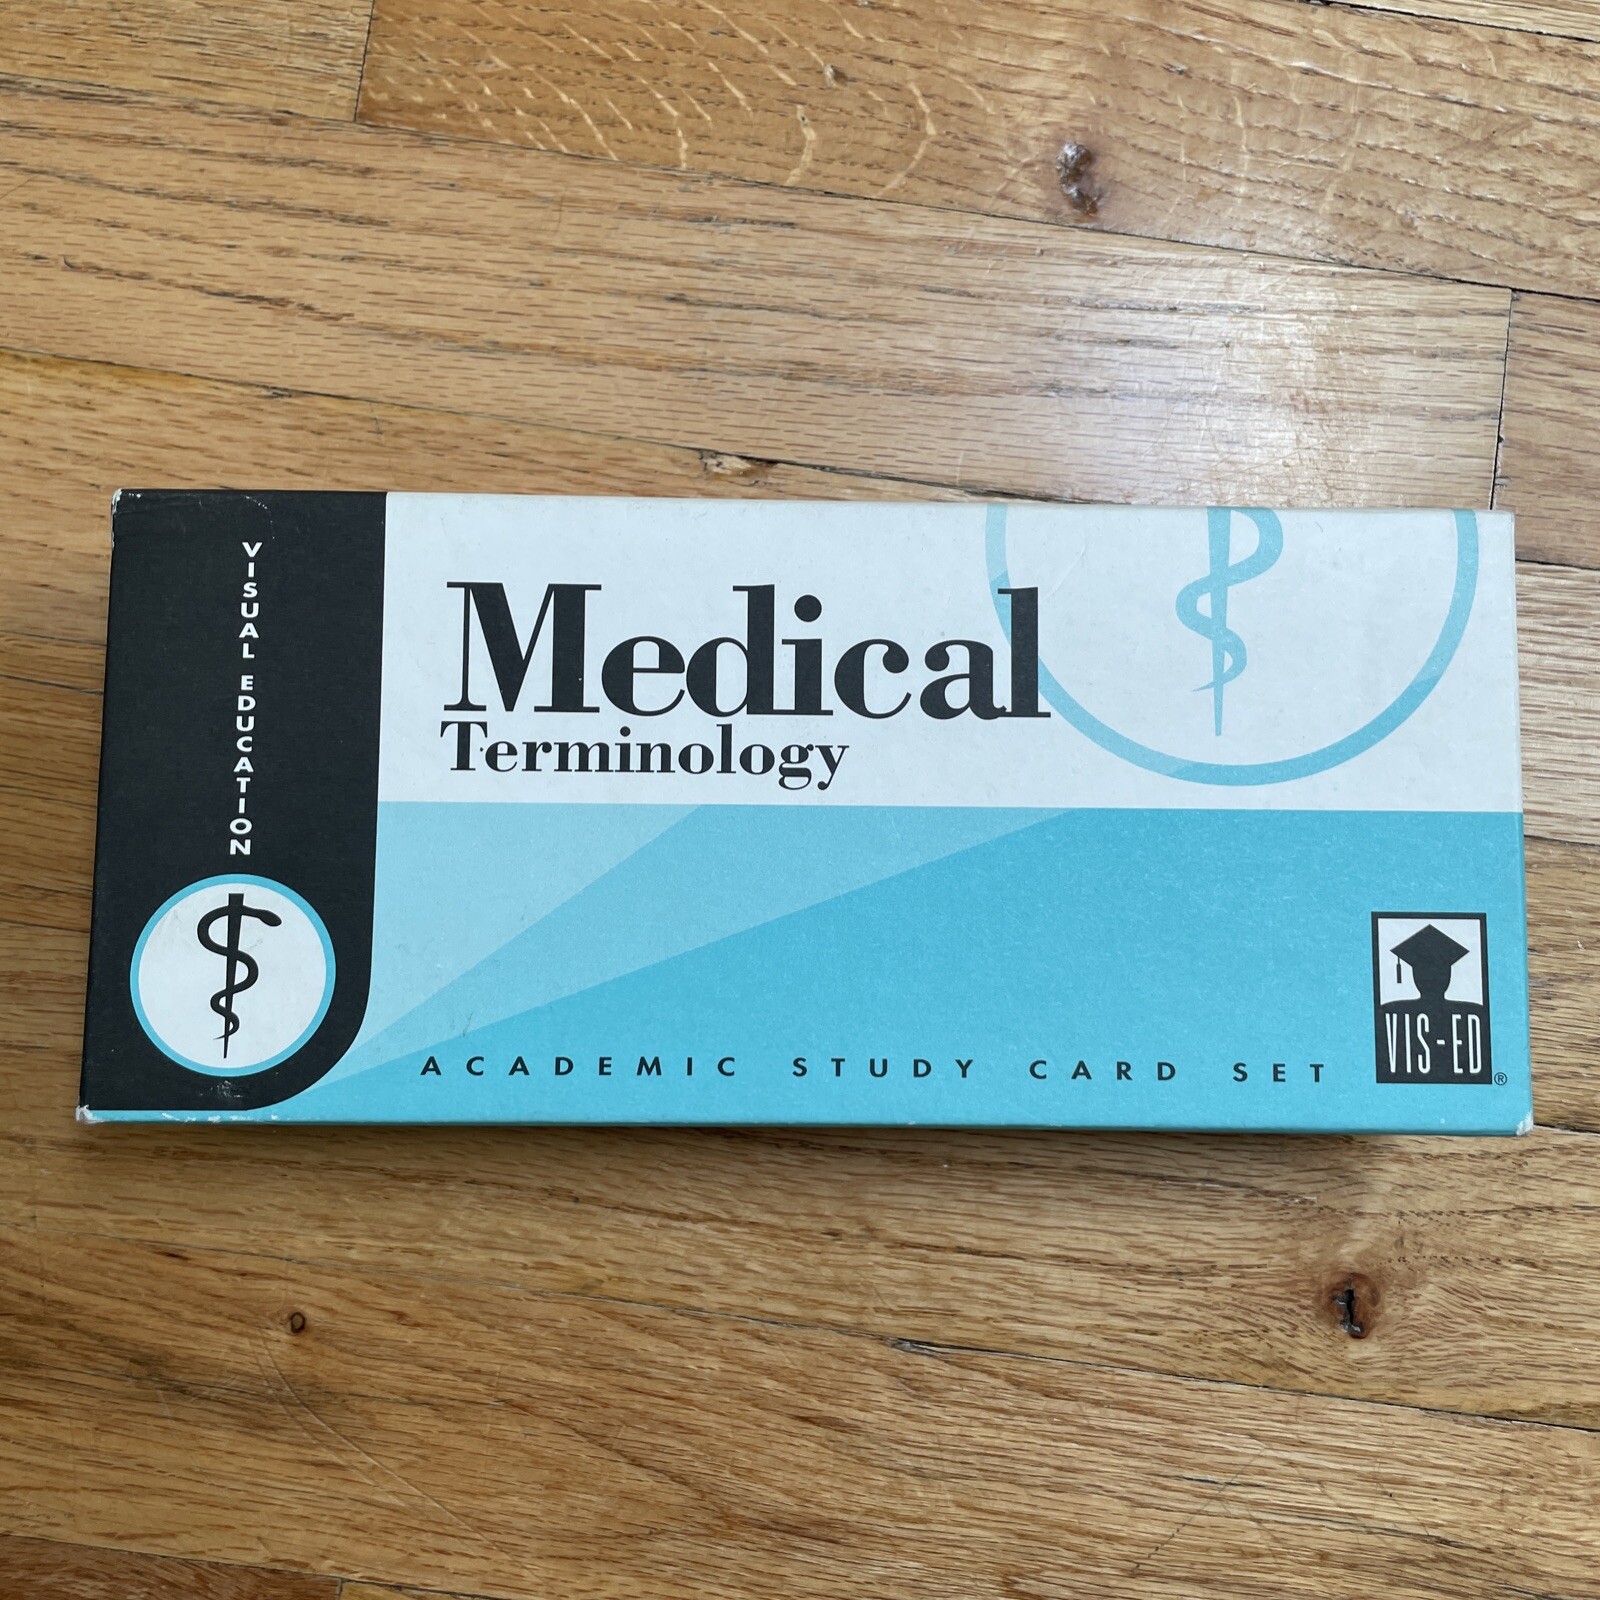 VISUAL EDUCATION
Medical
Terminology
ACADEMIC STUDY CARD SET
VIS-ED
®